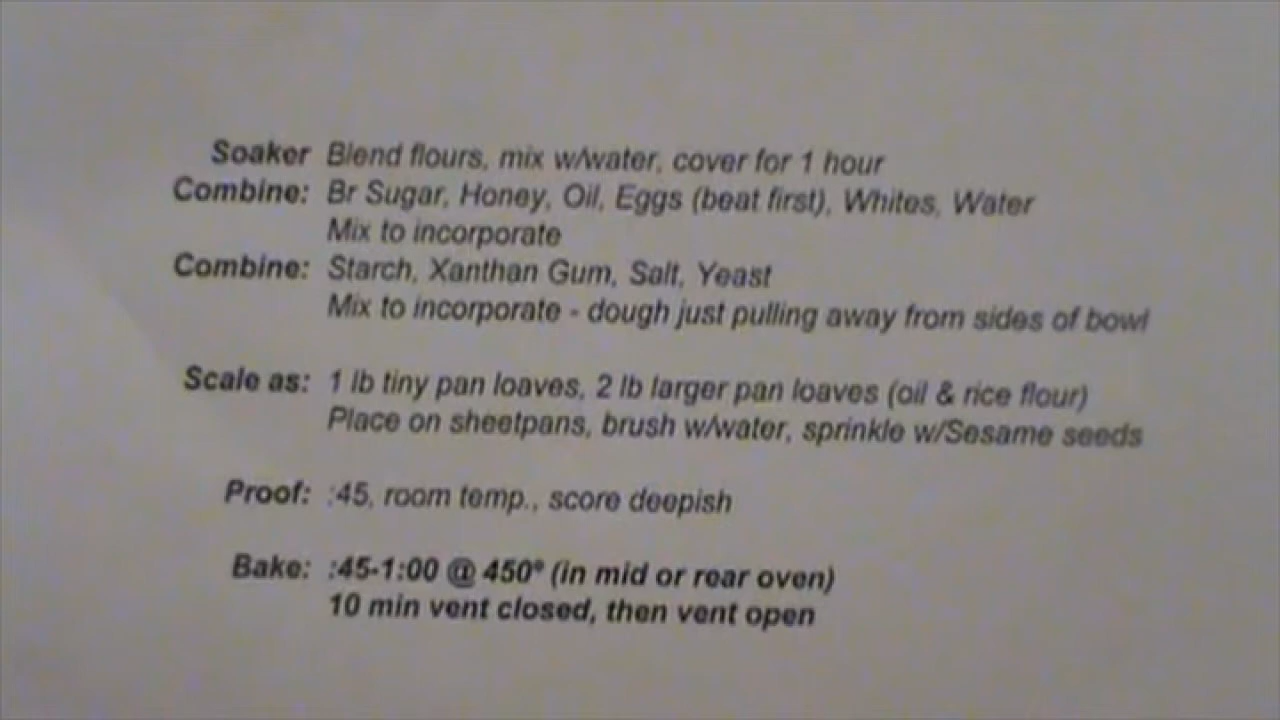 Soaker Blend flours, mix w/water, cover for 1 hour
Combine: Br Sugar, Honey, Oil, Eggs (beat first), Whites, Water
Mix to incorporate
Combine: Starch, Xanthan Gum, Salt, Yeast
Mix to incorporate - dough just pulling away from sides of bowl
Scale as: 1 lb tiny pan loaves, 2 lb larger pan loaves (oil & rice flour)
Place on sheetpans, brush w/water, sprinkle w/Sesame seeds
Proof: :45, room temp., score deepish
Bake: :45-1:00 @ 450° (in mid or rear oven)
10 min vent closed, then vent open